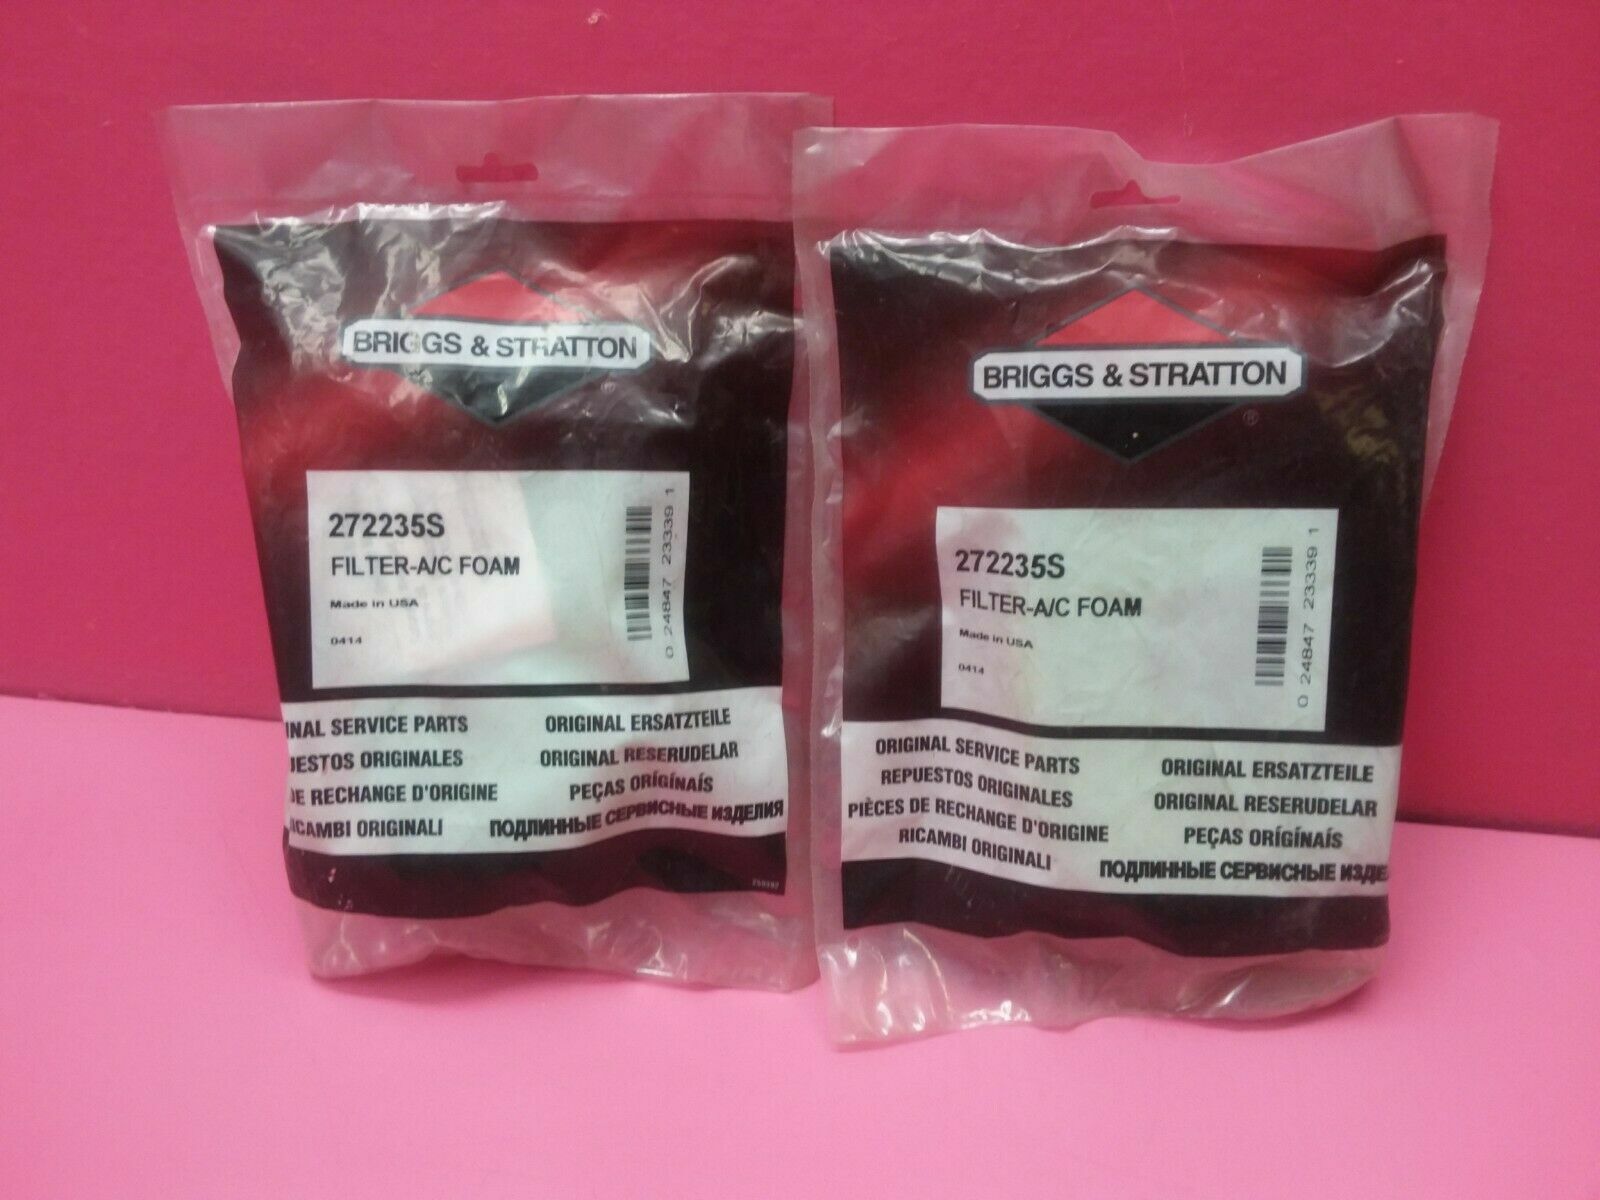 BRIGGS & STRATTON
®
272235S
FILTER-A/C FOAM
Made in USA
0414
0 24847 23339 1
INAL SERVICE PARTS
UESTOS ORIGINALES
DE RECHANGE D'ORIGINE
RICAMBI ORIGINALI
ORIGINAL ERSATZTEILE
ORIGINAL RESERUDELAR
PEÇAS ORÍGÍNAÍS
ПОДЛИННЫЕ СЕРВИСНЫЕ ИЗДЕЛИЯ
BRIGGS & STRATTON
®
272235S
FILTER-A/C FOAM
Made in USA
0414
0 24847 23339 1
ORIGINAL SERVICE PARTS
REPUESTOS ORIGINALES
PIÈCES DE RECHANGE D'ORIGINE
RICAMBI ORIGINALI
ORIGINAL ERSATZTEILE
ORIGINAL RESERUDELAR
PEÇAS ORÍGÍNAÍS
ПОДЛИННЫЕ СЕРВИСНЫЕ ИЗДЕ